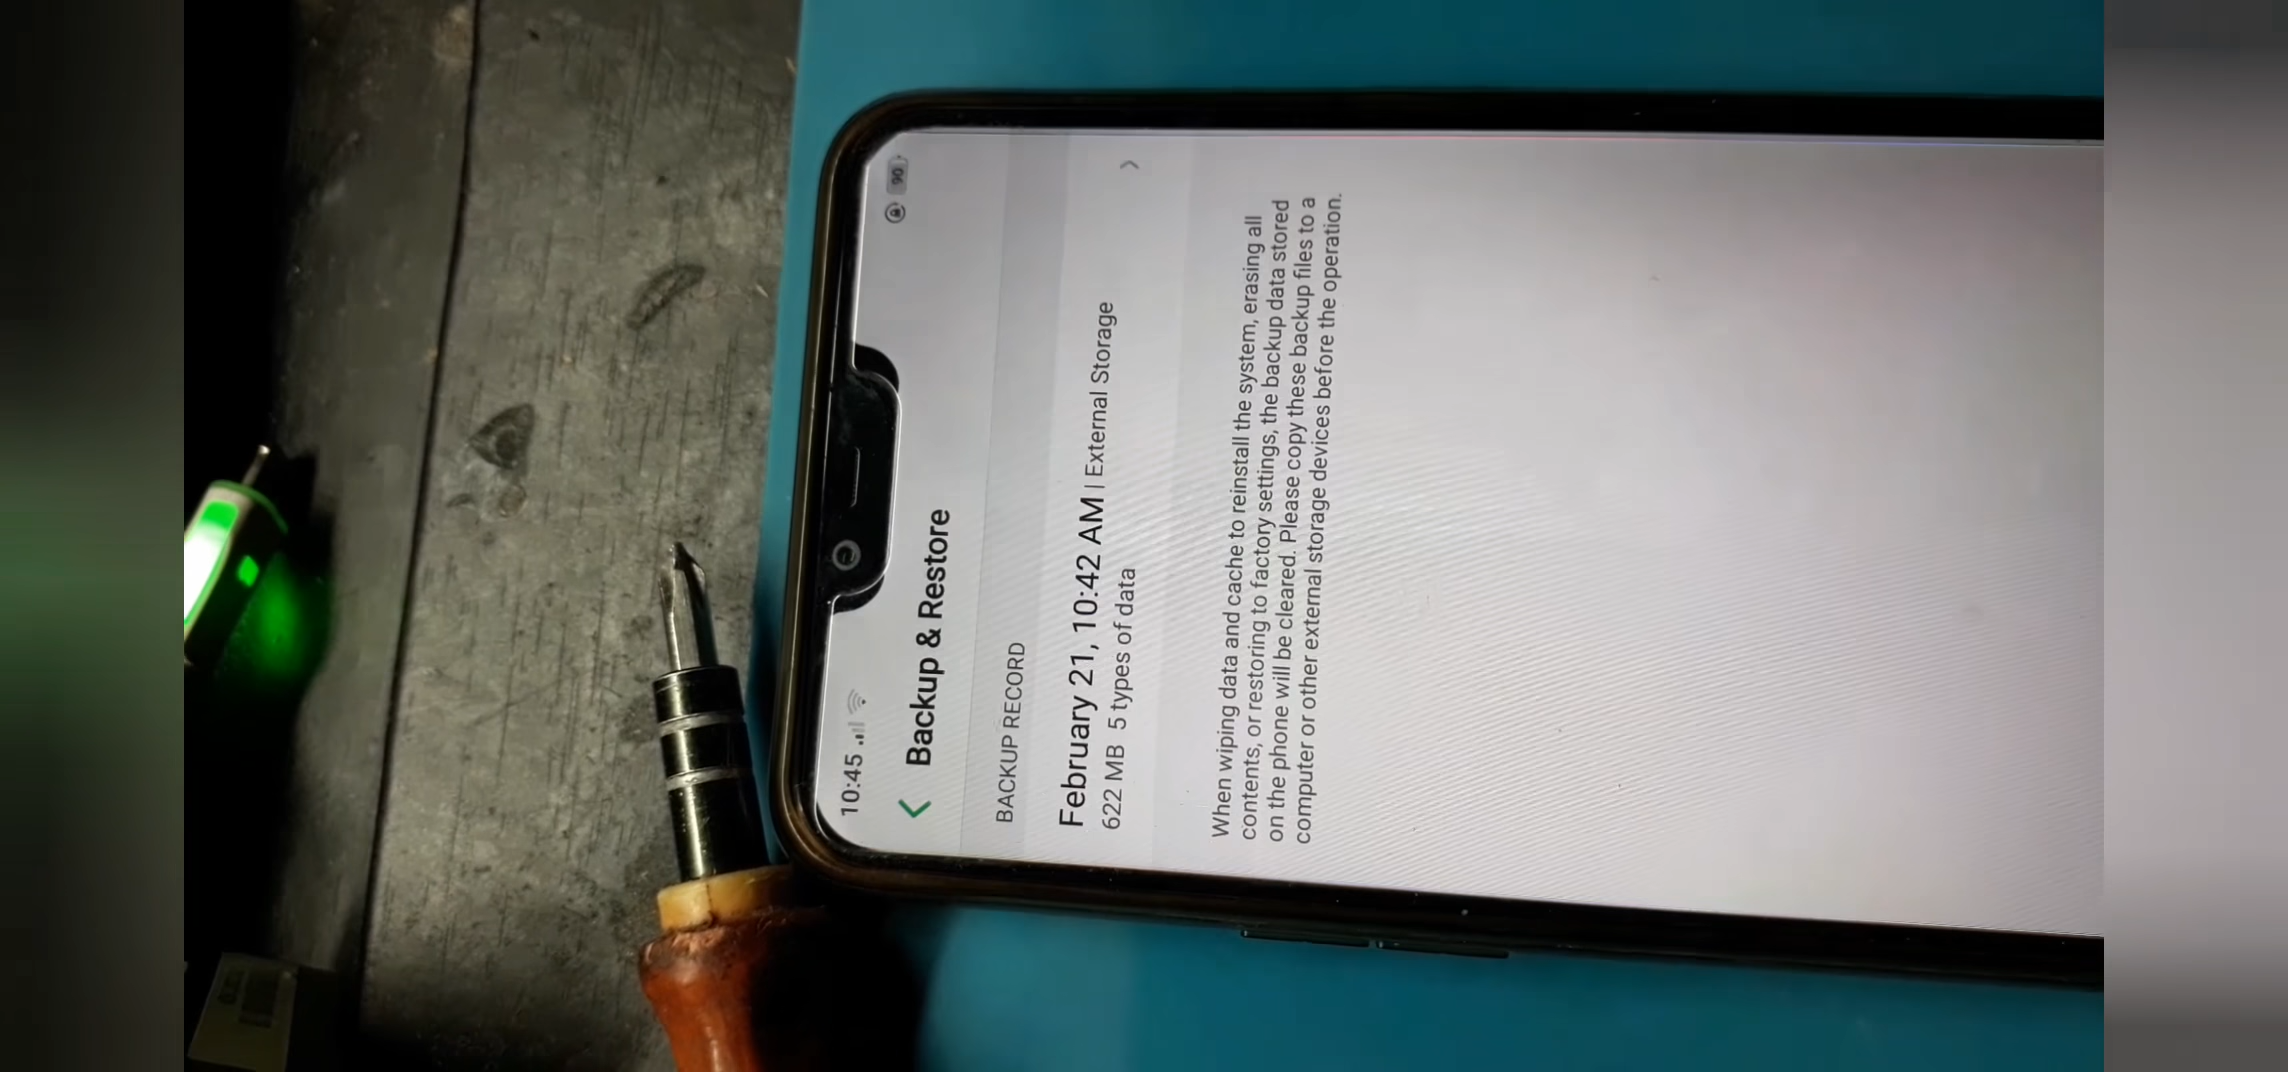 10:45
90
Backup & Restore
BACKUP RECORD
February 21, 10:42 AM | External Storage
622 MB 5 types of data
When wiping data and cache to reinstall the system, erasing all
contents, or restoring to factory settings, the backup data stored
on the phone will be cleared. Please copy these backup files to a
computer or other external storage devices before the operation.